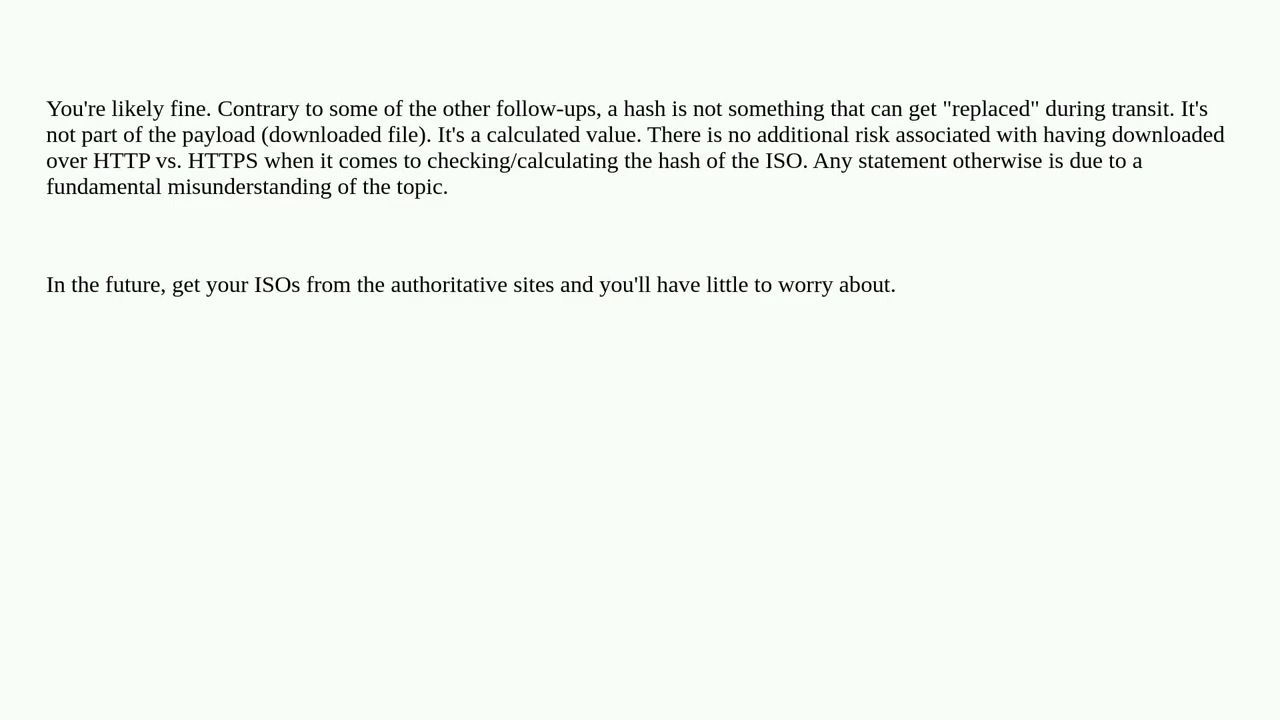 You're likely fine. Contrary to some of the other follow-ups, a hash is not something that can get "replaced" during transit. It's
not part of the payload (downloaded file). It's a calculated value. There is no additional risk associated with having downloaded
over HTTP vs. HTTPS when it comes to checking/calculating the hash of the ISO. Any statement otherwise is due to a
fundamental misunderstanding of the topic.
In the future, get your ISOs from the authoritative sites and you'll have little to worry about.